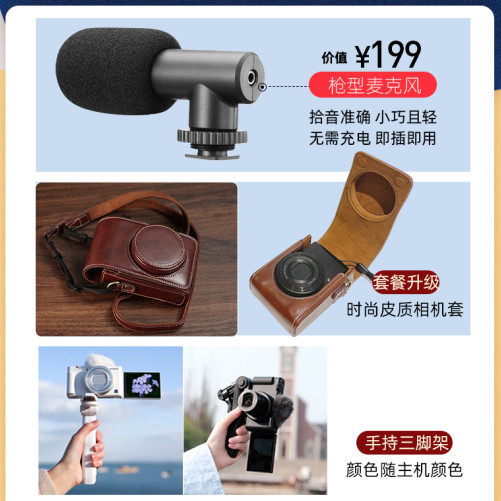 价值 ¥199
枪型麦克风
拾音准确 小巧且轻
无需充电 即插即用
套餐升级
时尚皮质相机套
手持三脚架
颜色随主机颜色